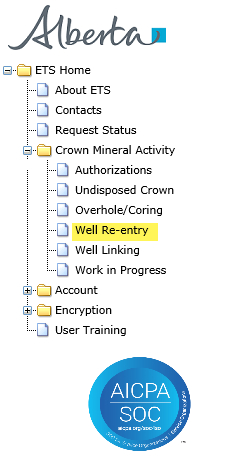 Alberta
ETS Home
About ETS
Contacts
Request Status
Crown Mineral Activity
Authorizations
Undisposed Crown
Overhole/Coring
Well Re-entry
Well Linking
Work in Progress
Account
Encryption
User Training
AICPA
SOC
aicpa.org/soc4so
™